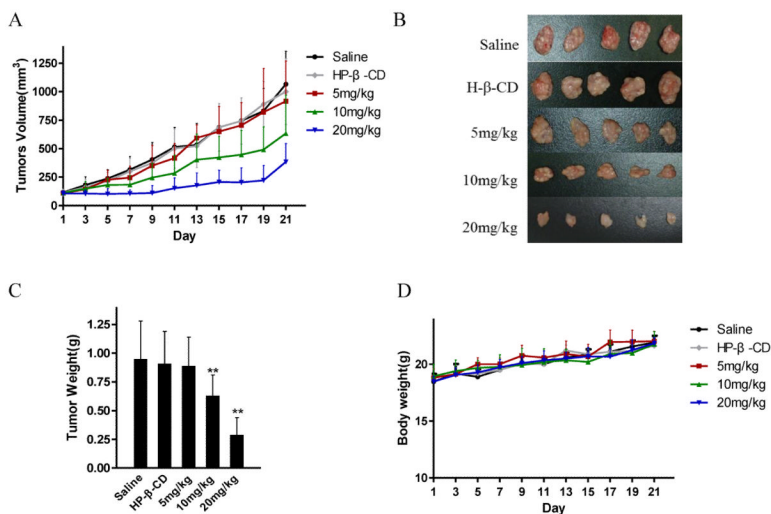 A
Tumors Volume(mm³)
1250
1000
750
500
250
0
1 3 5 7 9 11 13 15 17 19 21
Day
Saline
HP-β -CD
5mg/kg
10mg/kg
20mg/kg
B
Saline
H-β-CD
5mg/kg
10mg/kg
20mg/kg
C
Tumor Weight(g)
1.25
1.00
0.75
0.50
0.25
0.00
**
**
Saline
HP-β-CD
5mg/kg
10mg/kg
20mg/kg
D
Body weight(g)
20
10
1 3 5 7 9 11 13 15 17 19 21
Day
Saline
HP-β -CD
5mg/kg
10mg/kg
20mg/kg